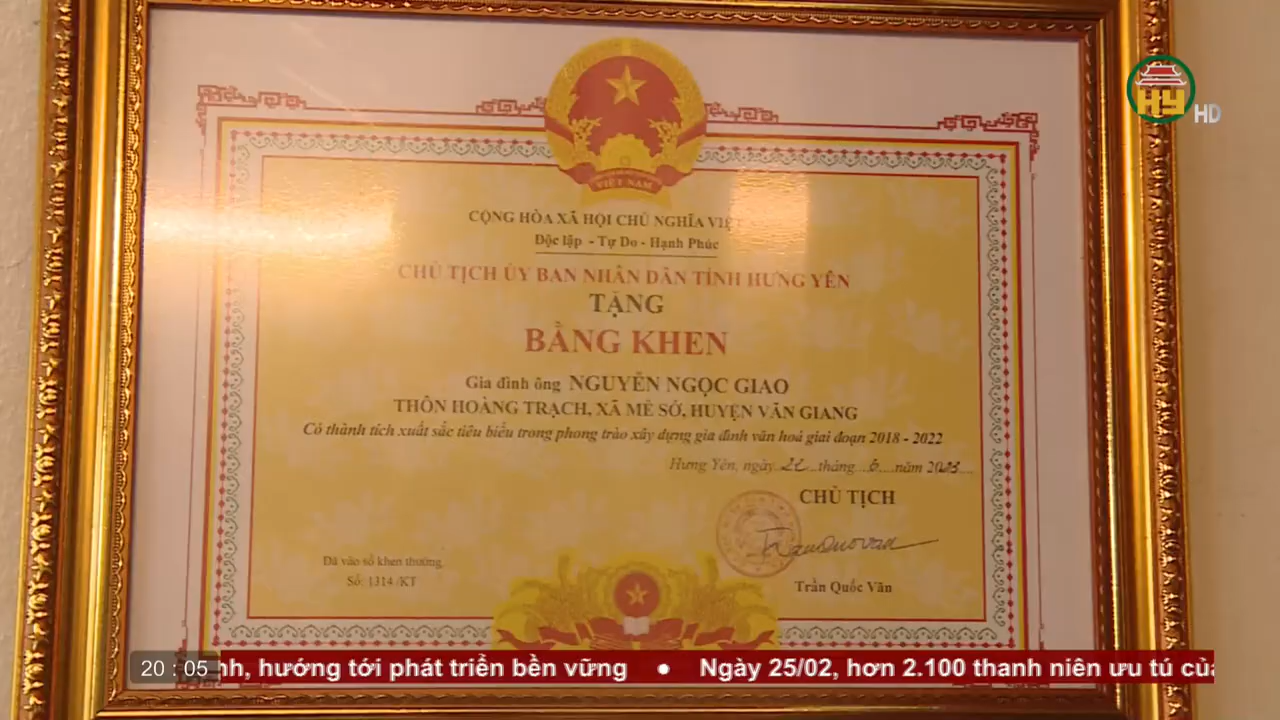 HY HD
VIỆT NAM
CỘNG HÒA XÃ HỘI CHỦ NGHĨA VIỆT
Độc lập - Tự Do - Hạnh Phúc
CHỦ TỊCH ỦY BAN NHÂN DÂN TỈNH HƯNG YÊN
TẶNG
BẰNG KHEN
Gia đình ông NGUYỄN NGỌC GIAO
THÔN HOÀNG TRẠCH, XÃ MỄ SỞ, HUYỆN VĂN GIANG
Có thành tích xuất sắc tiêu biểu trong phong trào xây dựng gia đình văn hoá giai đoạn 2018 - 2022
Hưng Yên, ngày 22 tháng 6 năm 2023
CHỦ TỊCH
Đã vào sổ khen thưởng
Số: 1314 /KT
Trần Quốc Văn
20 : 05 nh, hướng tới phát triển bền vững • Ngày 25/02, hơn 2.100 thanh niên ưu tú củ